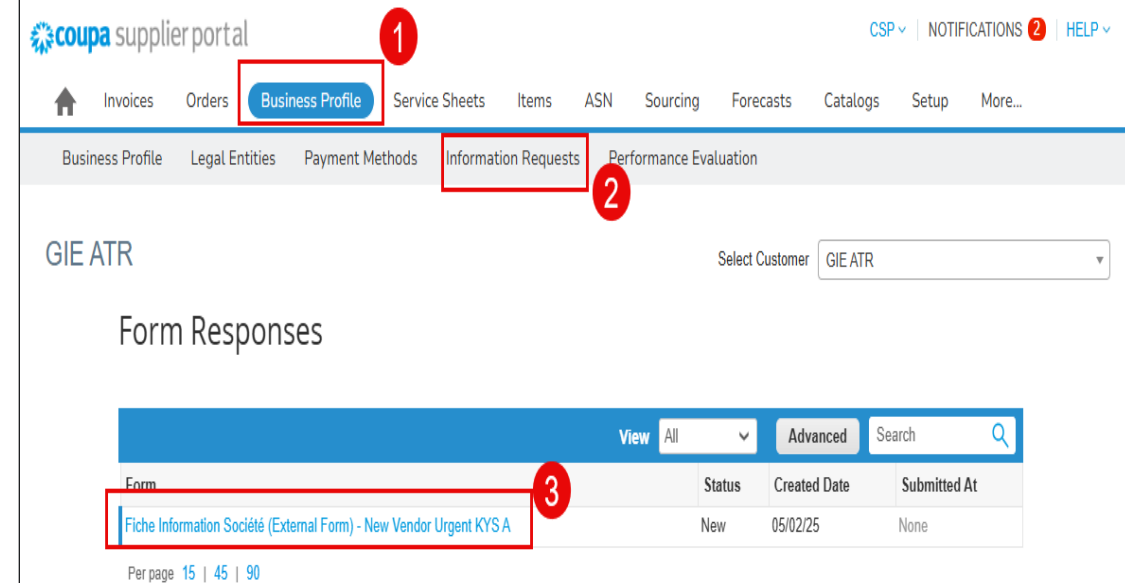 coupa supplier portal
1
CSP
NOTIFICATIONS 2
HELP
Invoices Orders Business Profile Service Sheets Items ASN Sourcing Forecasts Catalogs Setup More...
Business Profile Legal Entities Payment Methods Information Requests Performance Evaluation
2
GIE ATR
Select Customer GIE ATR
Form Responses
View All Advanced Search
Form Status Created Date Submitted At
3
Fiche Information Société (External Form) - New Vendor Urgent KYS A New 05/02/25 None
Per page 15 | 45 | 90